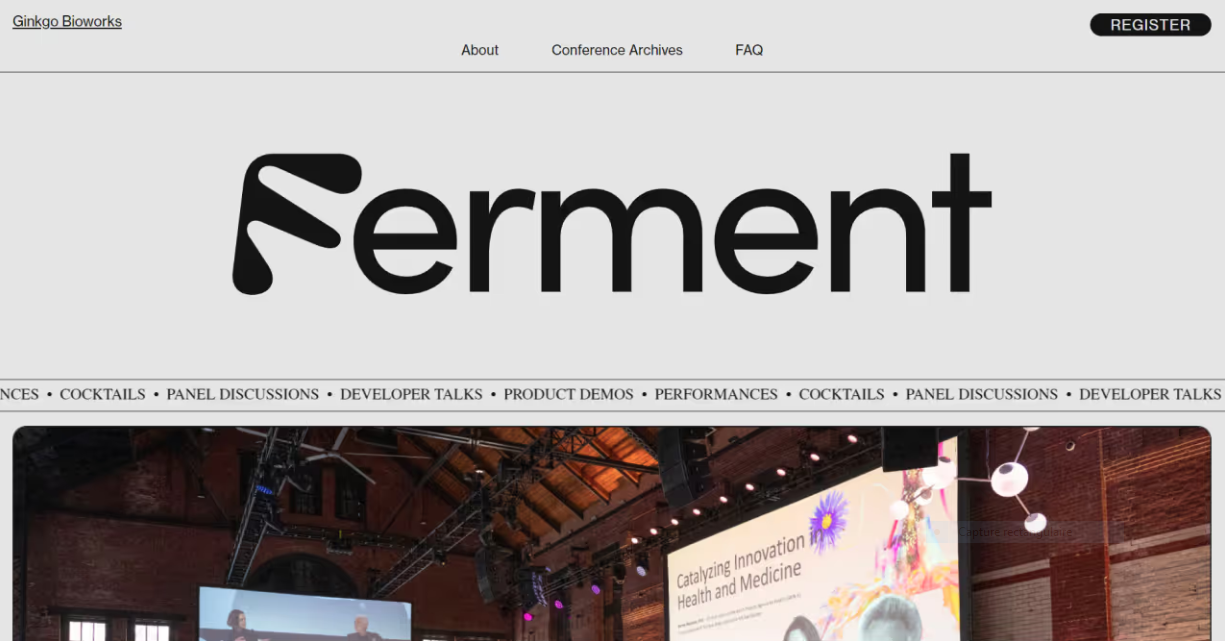 Ginkgo Bioworks
REGISTER
About Conference Archives FAQ
Ferment
NCES • COCKTAILS • PANEL DISCUSSIONS • DEVELOPER TALKS • PRODUCT DEMOS • PERFORMANCES • COCKTAILS • PANEL DISCUSSIONS • DEVELOPER TALKS
Catalyzing Innovation in
Health and Medicine